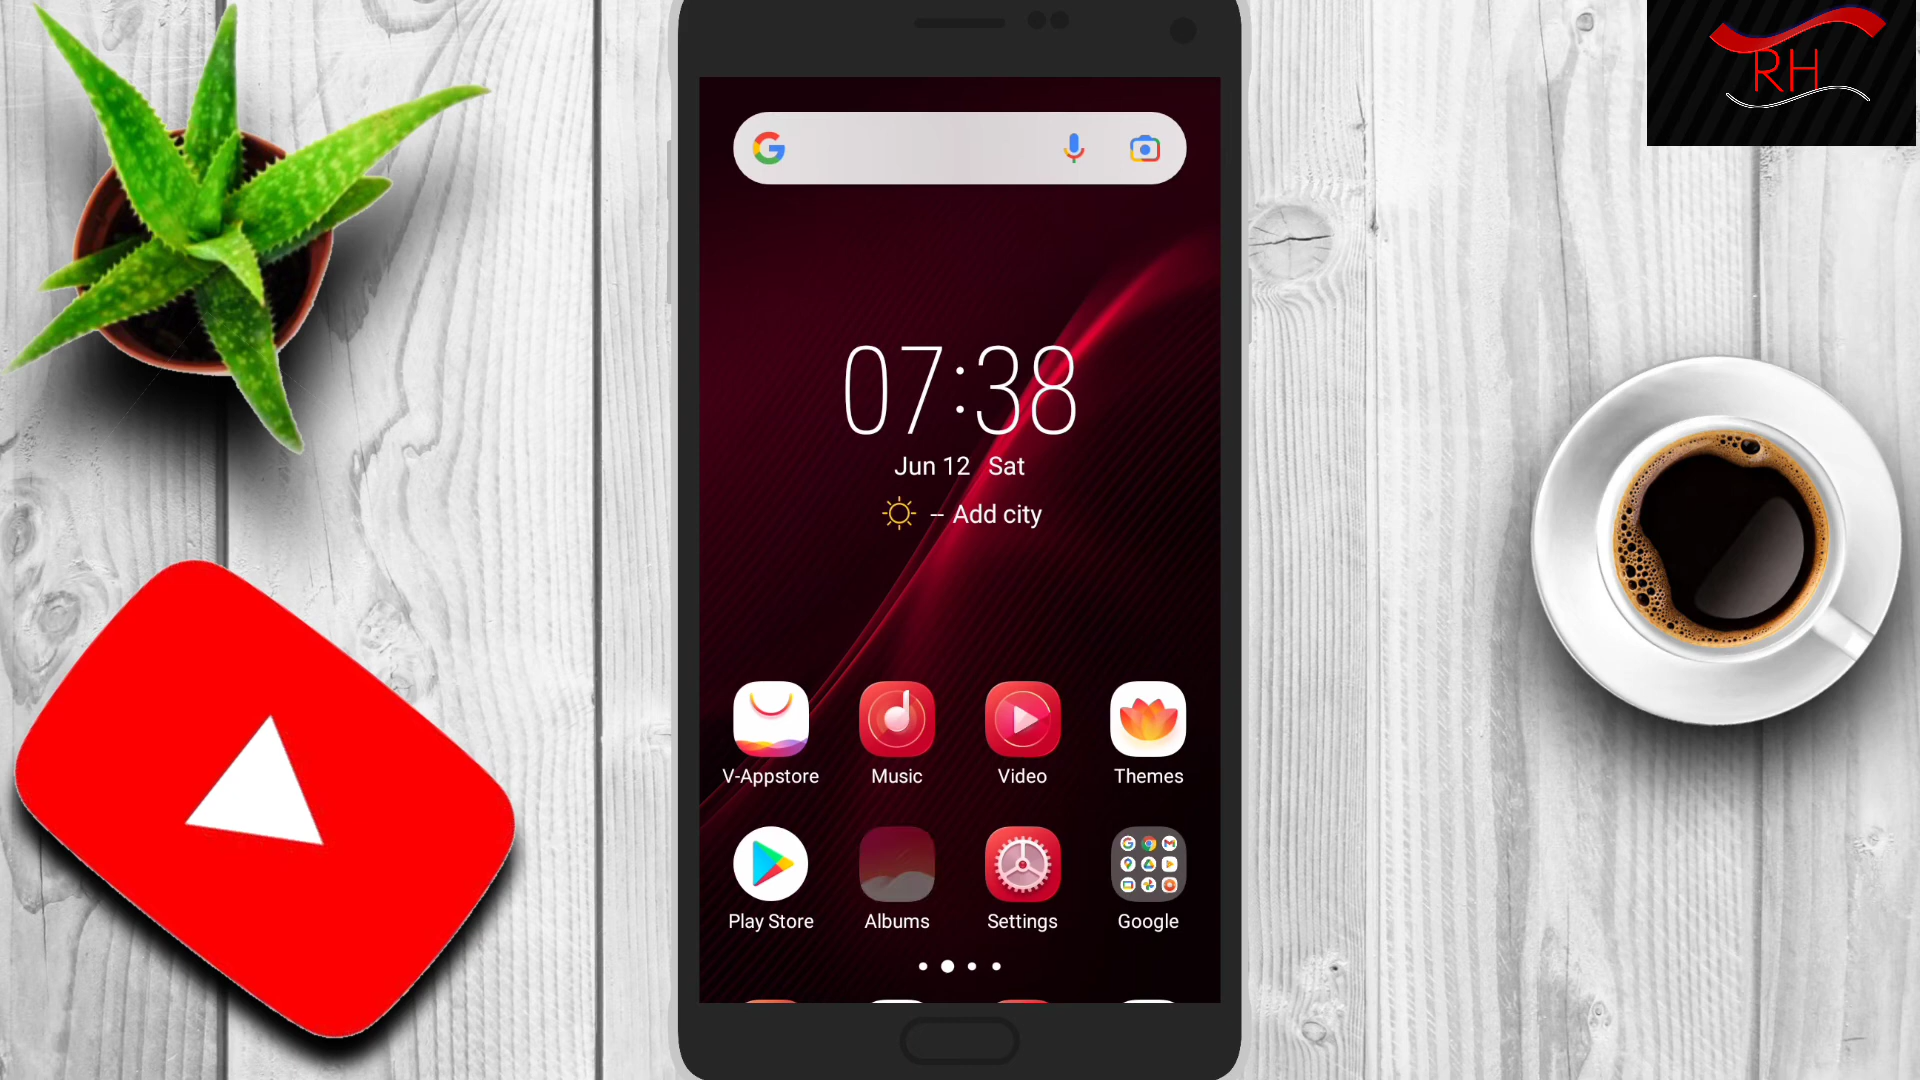 RH
07:38
Jun 12 Sat
-- Add city
V-Appstore Music Video Themes
Play Store Albums Settings Google